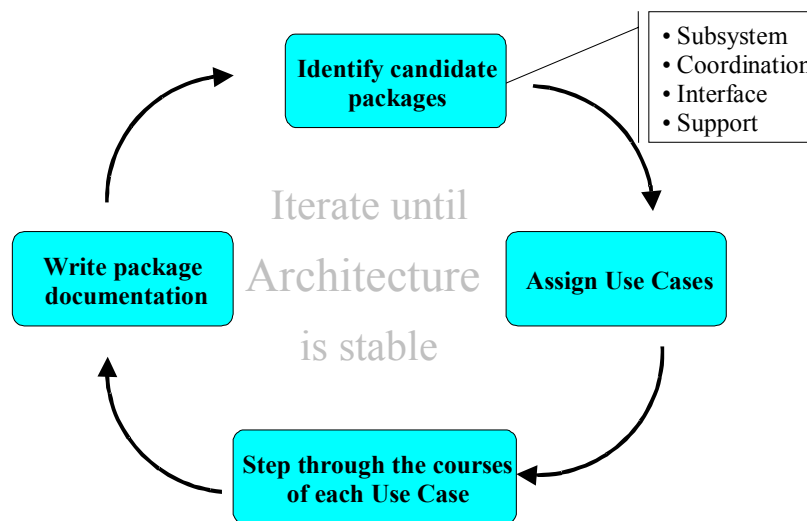 Identify candidate
packages
• Subsystem
• Coordination
• Interface
• Support
Iterate until
Architecture
is stable
Write package
documentation
Assign Use Cases
Step through the courses
of each Use Case